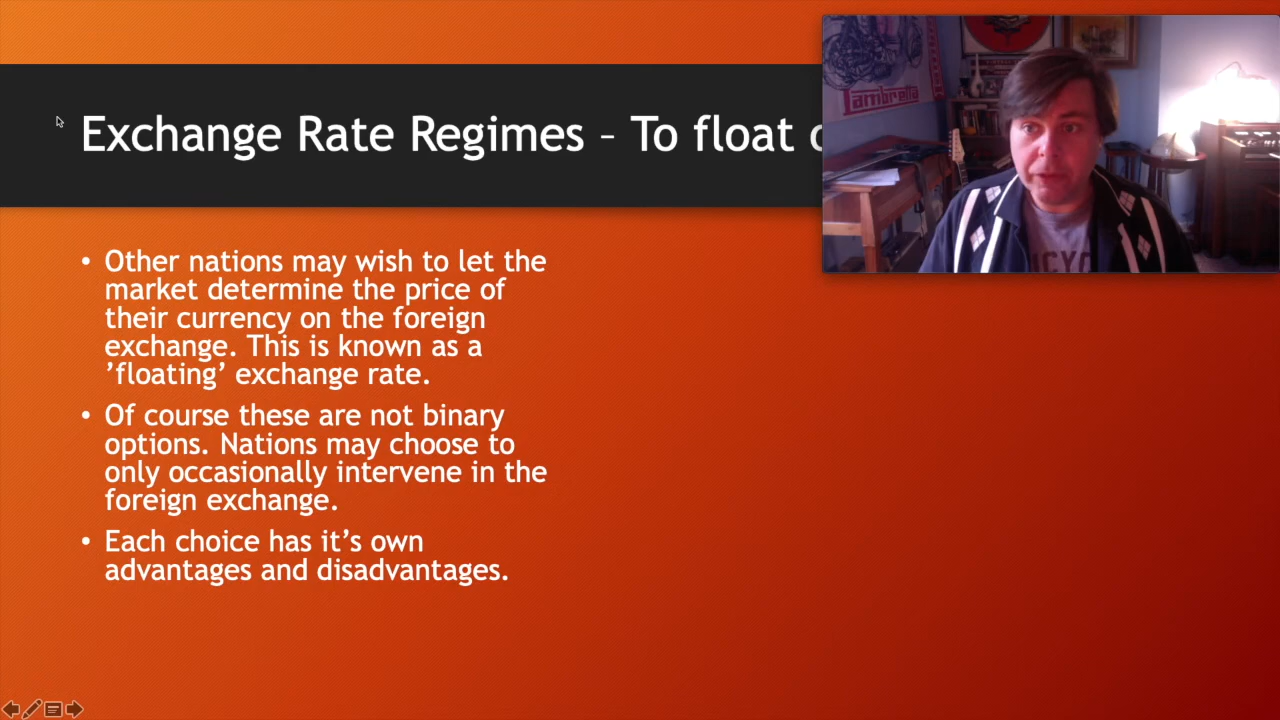 Exchange Rate Regimes – To float
Lambretta
• Other nations may wish to let the
market determine the price of
their currency on the foreign
exchange. This is known as a
’floating’ exchange rate.
• Of course these are not binary
options. Nations may choose to
only occasionally intervene in the
foreign exchange.
• Each choice has it’s own
advantages and disadvantages.